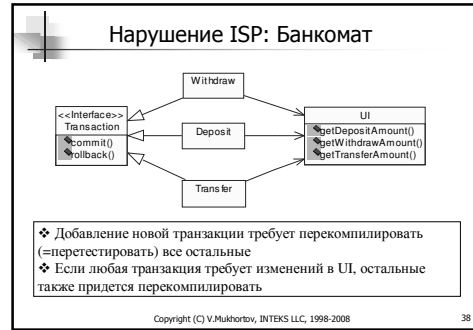 Нарушение ISP: Банкомат
Withdraw
<<Interface>>
Transaction
commit()
rollback()
Deposit
UI
getDepositAmount()
getWithdrawAmount()
getTransferAmount()
Transfer
❖ Добавление новой транзакции требует перекомпилировать
(=перетестировать) все остальные
❖ Если любая транзакция требует изменений в UI, остальные
также придется перекомпилировать
Copyright (C) V.Mukhortov, INTEKS LLC, 1998-2008
38